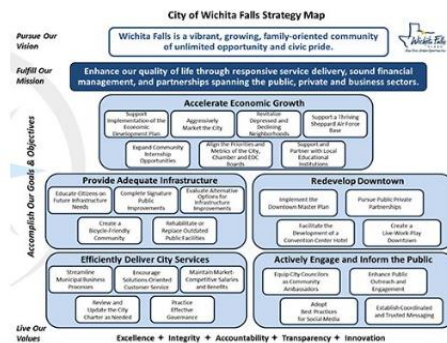 City of Wichita Falls Strategy Map
Pursue Our
Vision
Wichita Falls is a vibrant, growing, family-oriented community
of unlimited opportunity and civic pride.
Wichita Falls
TEXAS
Fulfill Our
Mission
Enhance our quality of life through responsive service delivery, sound financial
management, and partnerships spanning the public, private and business sectors.
Accomplish Our Goals & Objectives
Accelerate Economic Growth
Support
Implementation of the
Economic
Development Plan
Aggressively
Market the City
Revitalize
Depressed and
Declining
Neighborhoods
Support a Thriving
Sheppard Air Force
Base
Expand Community
Internship
Opportunities
Align the Priorities and
Metrics of the City,
Chamber and EDC
Boards
Support and
Partner with Local
Educational
Institutions
Provide Adequate Infrastructure
Educate Citizens on
Future Infrastructure
Needs
Complete Signature
Public
Improvements
Evaluate Alternative
Options for
Infrastructure
Improvements
Create a
Bicycle-Friendly
Community
Rehabilitate or
Replace Outdated
Public Facilities
Redevelop Downtown
Implement the
Downtown Master Plan
Pursue Public Private
Partnerships
Facilitate the
Development of a
Convention Center Hotel
Create a
Live-Work-Play
Downtown
Efficiently Deliver City Services
Streamline
Municipal Business
Processes
Encourage
Solutions-Oriented
Customer Service
Maintain Market-
Competitive Salaries
and Benefits
Review and
Update the City
Charter as Needed
Practice
Effective
Governance
Actively Engage and Inform the Public
Equip City Councilors
as Community
Ambassadors
Enhance Public
Outreach and
Engagement
Adopt
Best Practices
for Social Media
Establish Coordinated
and Trusted Messaging
Live Our
Values
Excellence + Integrity + Accountability + Transparency + Innovation